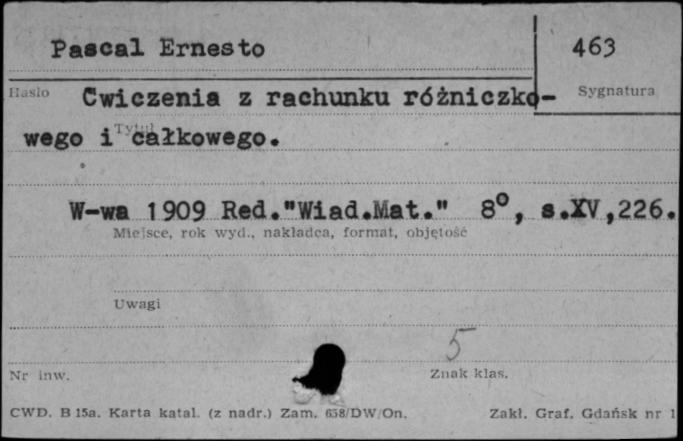 Pascal Ernesto
463
Hasło
Cwiczenia z rachunku różniczko-
Sygnatura
Tytuł
wego i całkowego.
W-wa 1909 Red."Wiad.Mat." 8°, s.XV,226.
Miejsce, rok wyd., nakładca, format, objętość
Uwagi
5
Nr inw.
Znak klas.
CWD. B 15a. Karta katal. (z nadr.) Zam. 658/DW/On.
Zakł. Graf. Gdańsk nr 1